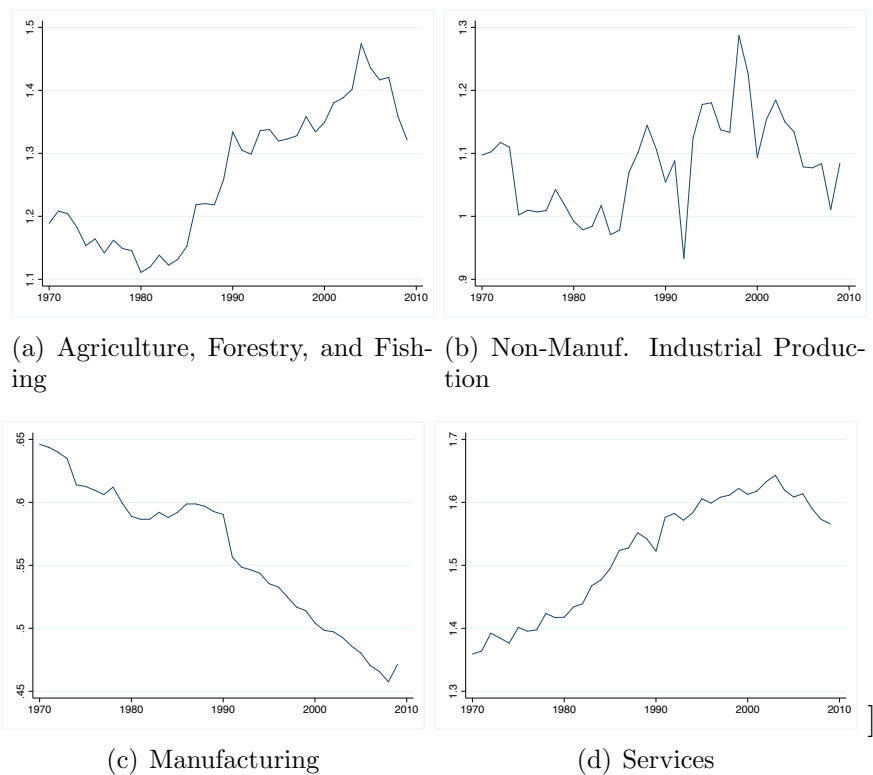 1.5
1.4
1.3
1.2
1.1
1970 1980 1990 2000 2010
1.3
1.2
1.1
1
.9
1970 1980 1990 2000 2010
(a) Agriculture, Forestry, and Fish-
ing
(b) Non-Manuf. Industrial Produc-
tion
.65
.6
.55
.5
.45
1970 1980 1990 2000 2010
1.7
1.6
1.5
1.4
1.3
1970 1980 1990 2000 2010
]
(c) Manufacturing
(d) Services